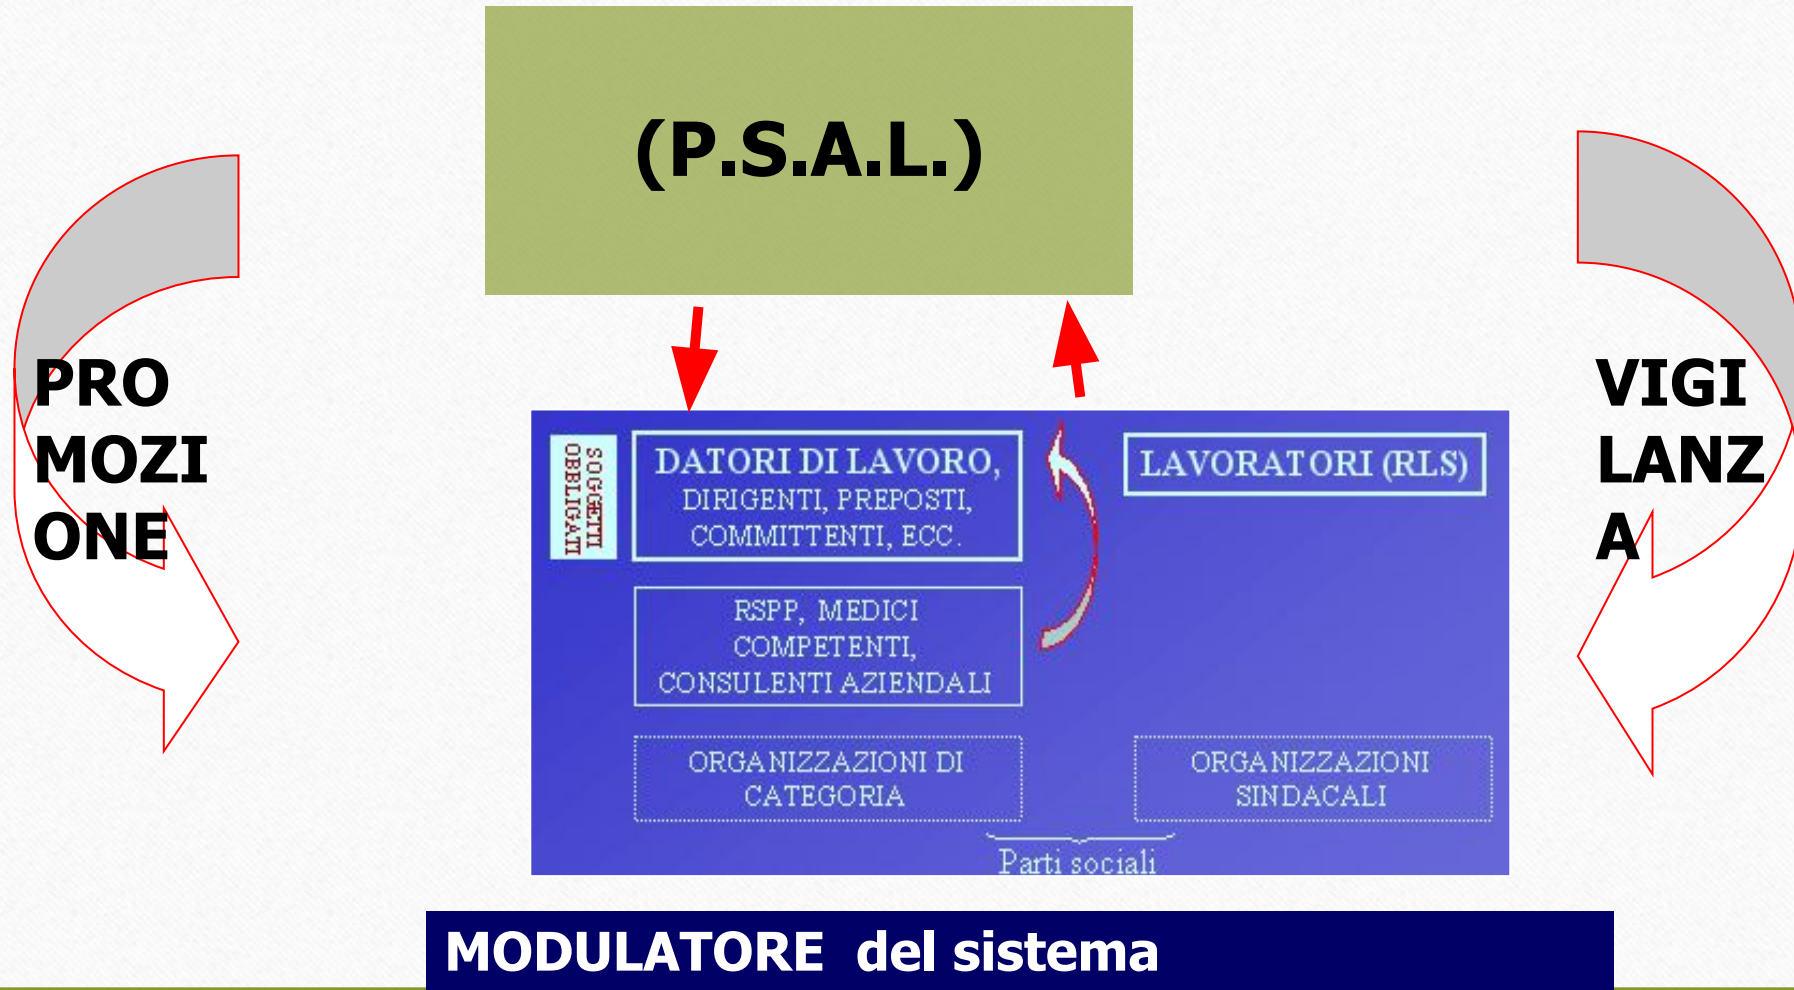 (P.S.A.L.)
PRO
MOZI
ONE
VIGI
LANZ
A
SOGGETTI
OBBLIGATI
DATORI DI LAVORO,
DIRIGENTI, PREPOSTI,
COMMITTENTI, ECC.
LAVORATORI (RLS)
RSPP, MEDICI
COMPETENTI,
CONSULENTI AZIENDALI
ORGANIZZAZIONI DI
CATEGORIA
ORGANIZZAZIONI
SINDACALI
Parti sociali
MODULATORE del sistema